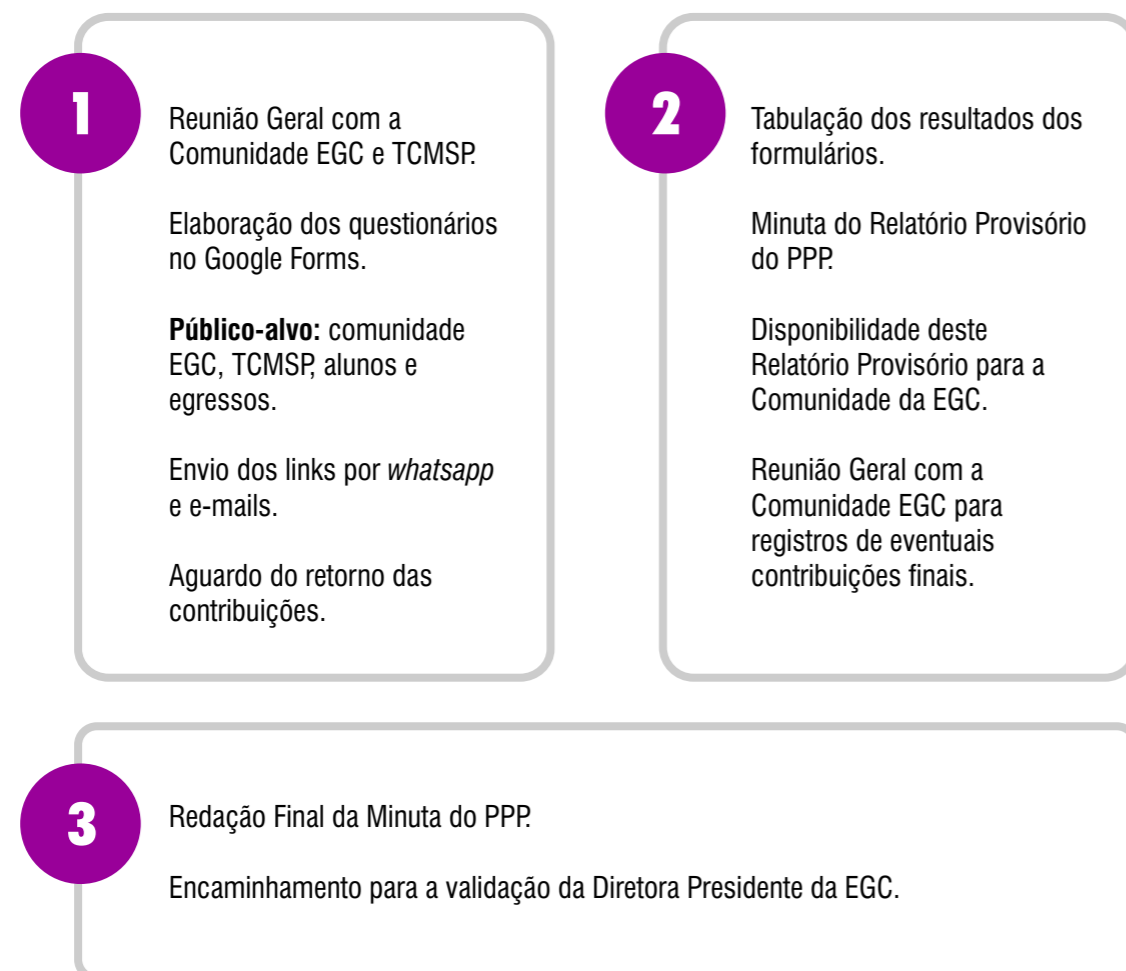 1
Reunião Geral com a
Comunidade EGC e TCMSP.
Elaboração dos questionários
no Google Forms.
Público-alvo: comunidade
EGC, TCMSP, alunos e
egressos.
Envio dos links por whatsapp
e e-mails.
Aguardo do retorno das
contribuições.
2
Tabulação dos resultados dos
formulários.
Minuta do Relatório Provisório
do PPP.
Disponibilidade deste
Relatório Provisório para a
Comunidade da EGC.
Reunião Geral com a
Comunidade EGC para
registros de eventuais
contribuições finais.
3
Redação Final da Minuta do PPP.
Encaminhamento para a validação da Diretora Presidente da EGC.